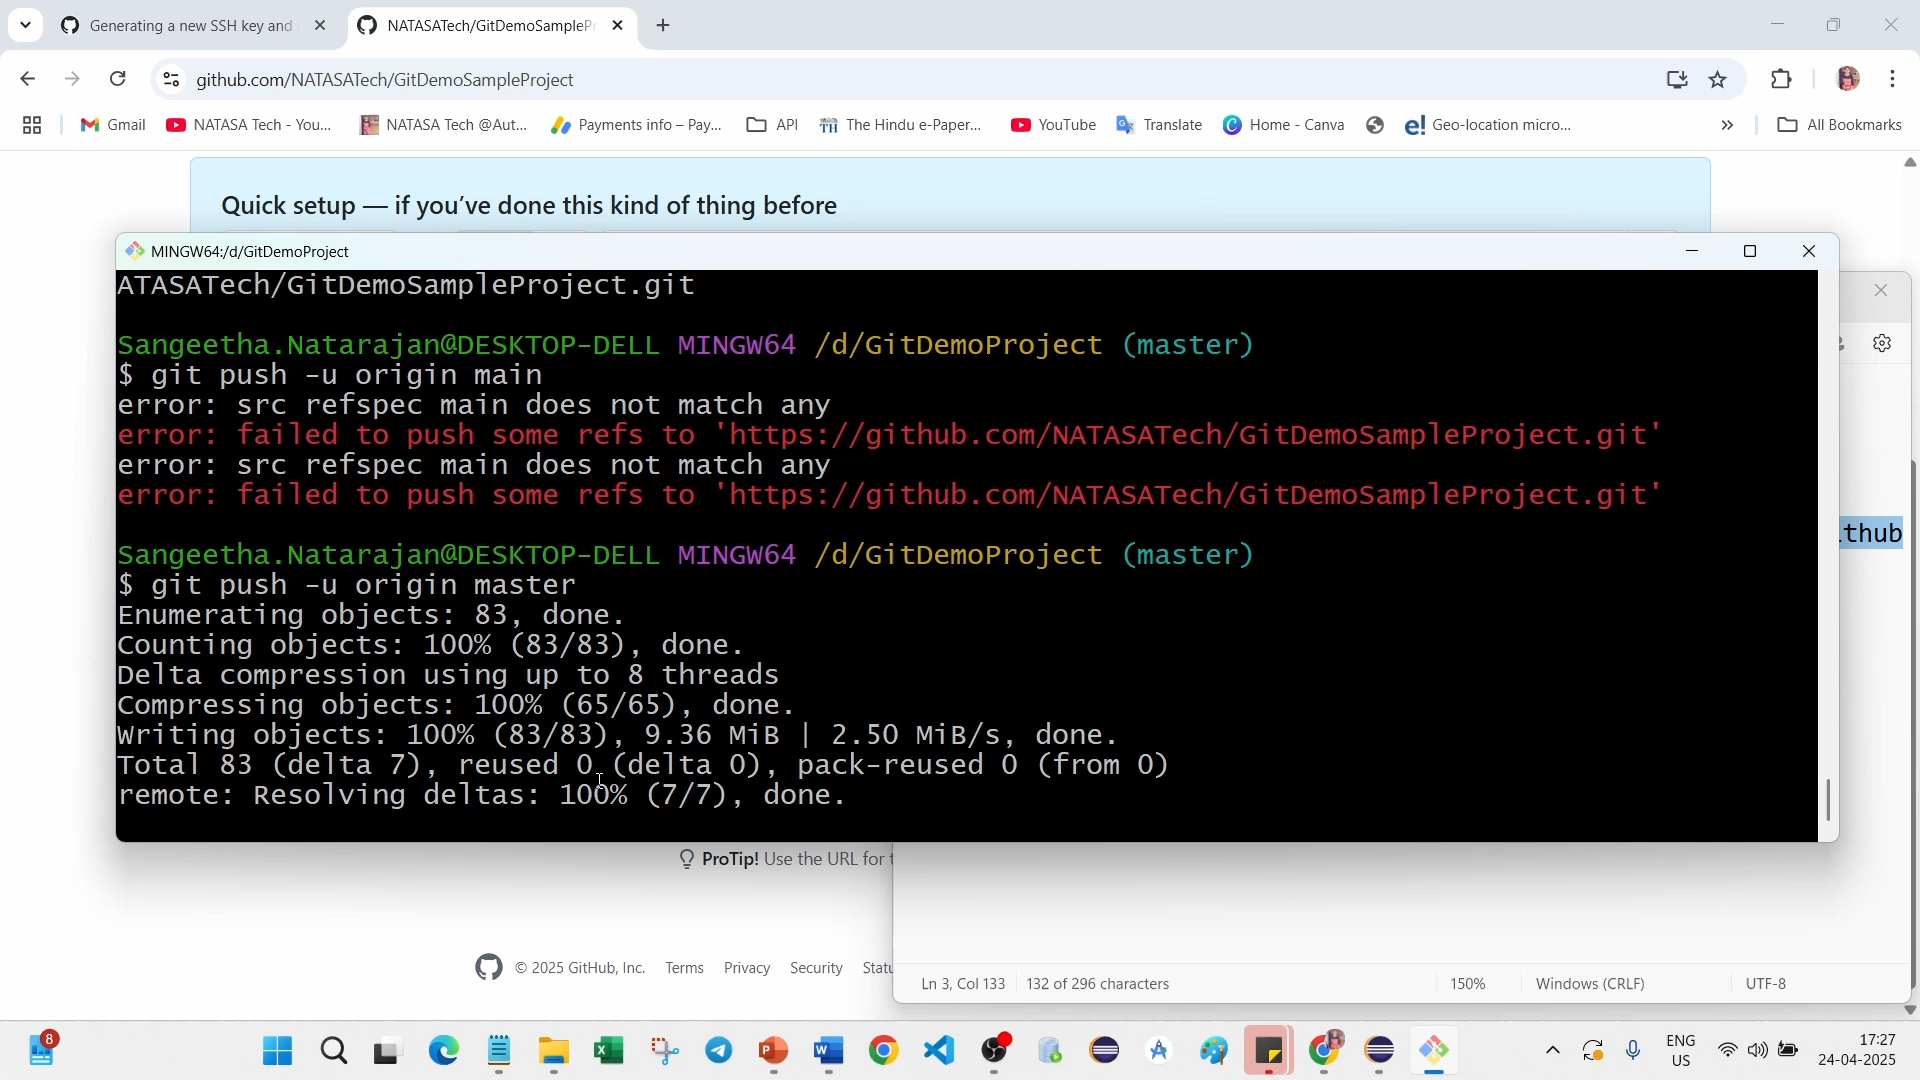 Generating a new SSH key and
NATASATech/GitDemoSampleP
github.com/NATASATech/GitDemoSampleProject
Gmail
NATASA Tech - You...
NATASA Tech @Aut...
Payments info – Pay...
API
The Hindu e-Paper...
YouTube
Translate
Home - Canva
Geo-location micro...
All Bookmarks
Quick setup — if you've done this kind of thing before
MINGW64:/d/GitDemoProject
ATASATech/GitDemoSampleProject.git
Sangeetha.Natarajan@DESKTOP-DELL MINGW64 /d/GitDemoProject (master)
$ git push -u origin main
error: src refspec main does not match any
error: failed to push some refs to 'https://github.com/NATASATech/GitDemoSampleProject.git'
error: src refspec main does not match any
error: failed to push some refs to 'https://github.com/NATASATech/GitDemoSampleProject.git'
Sangeetha.Natarajan@DESKTOP-DELL MINGW64 /d/GitDemoProject (master)
$ git push -u origin master
Enumerating objects: 83, done.
Counting objects: 100% (83/83), done.
Delta compression using up to 8 threads
Compressing objects: 100% (65/65), done.
Writing objects: 100% (83/83), 9.36 MiB | 2.50 MiB/s, done.
Total 83 (delta 7), reused 0 (delta 0), pack-reused 0 (from 0)
remote: Resolving deltas: 100% (7/7), done.
thub
ProTip! Use the URL for
© 2025 GitHub, Inc.
Terms
Privacy
Security
Statu
Ln 3, Col 133
132 of 296 characters
150%
Windows (CRLF)
UTF-8
8
ENG
US
17:27
24-04-2025